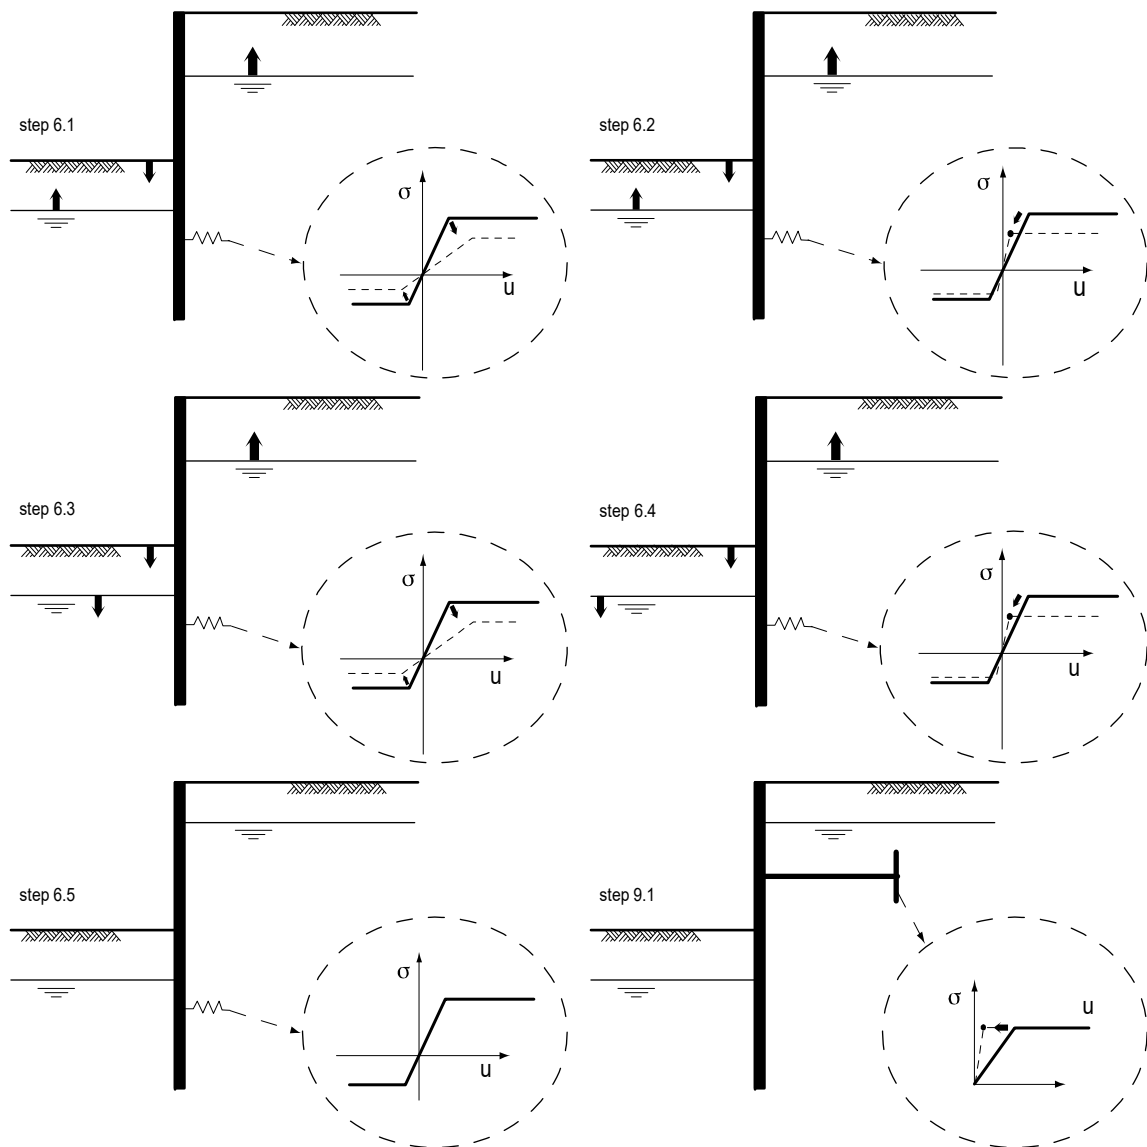 step 6.1
σ
u
step 6.2
σ
u
step 6.3
σ
u
step 6.4
σ
u
step 6.5
σ
u
step 9.1
σ
u